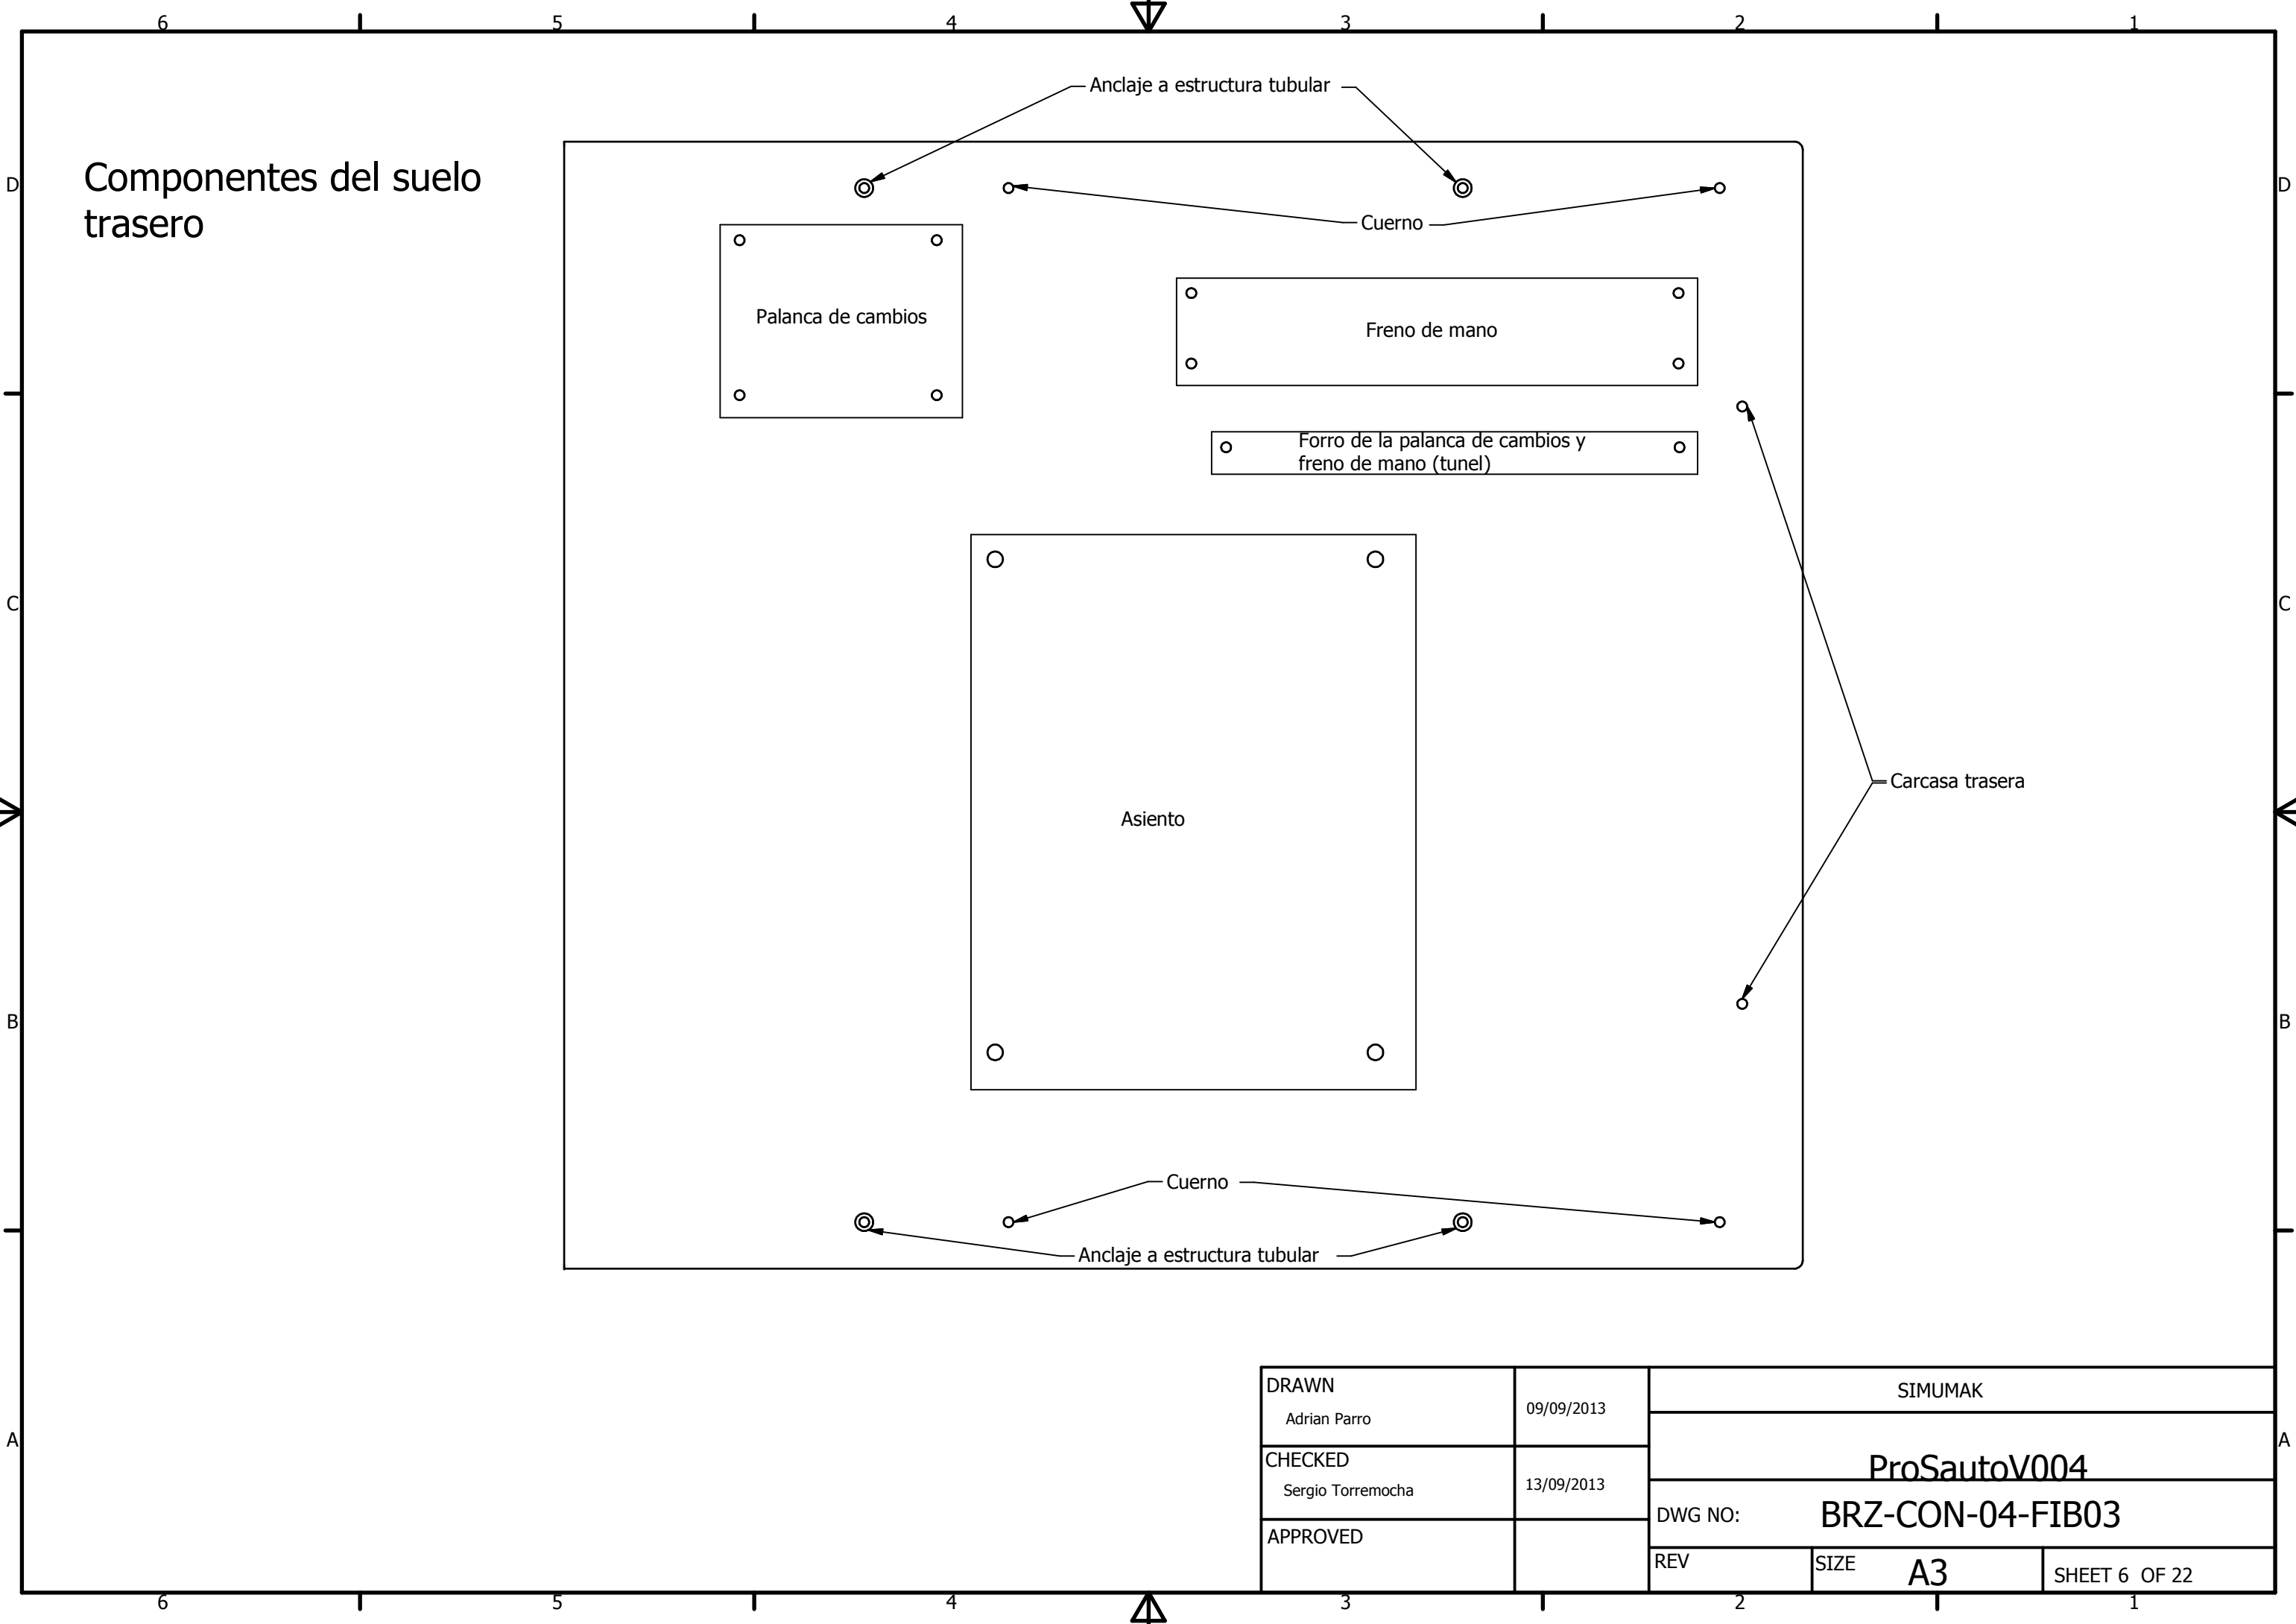 6 5 4 3 2 1
Anclaje a estructura tubular
Componentes del suelo
trasero
D D
Cuerno
Palanca de cambios
Freno de mano
Forro de la palanca de cambios y
freno de mano (tunel)
C C
Carcasa trasera
Asiento
B B
Cuerno
Anclaje a estructura tubular
DRAWN
Adrian Parro
09/09/2013
SIMUMAK
A A
CHECKED
Sergio Torremocha
13/09/2013
ProSautoV004
DWG NO: BRZ-CON-04-FIB03
APPROVED
REV
SIZE A3
SHEET 6 OF 22
6 5 4 3 2 1